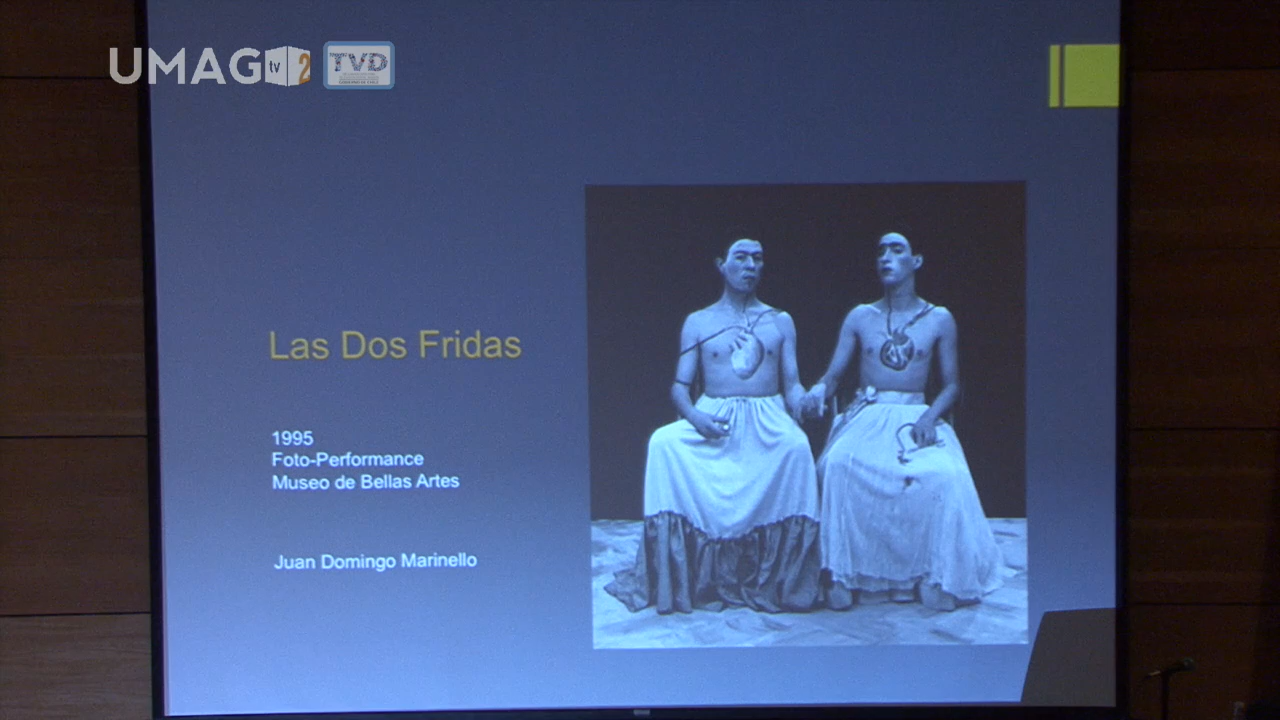 UMAG tv 2
TVD
Las Dos Fridas
1995
Foto-Performance
Museo de Bellas Artes
Juan Domingo Marinello